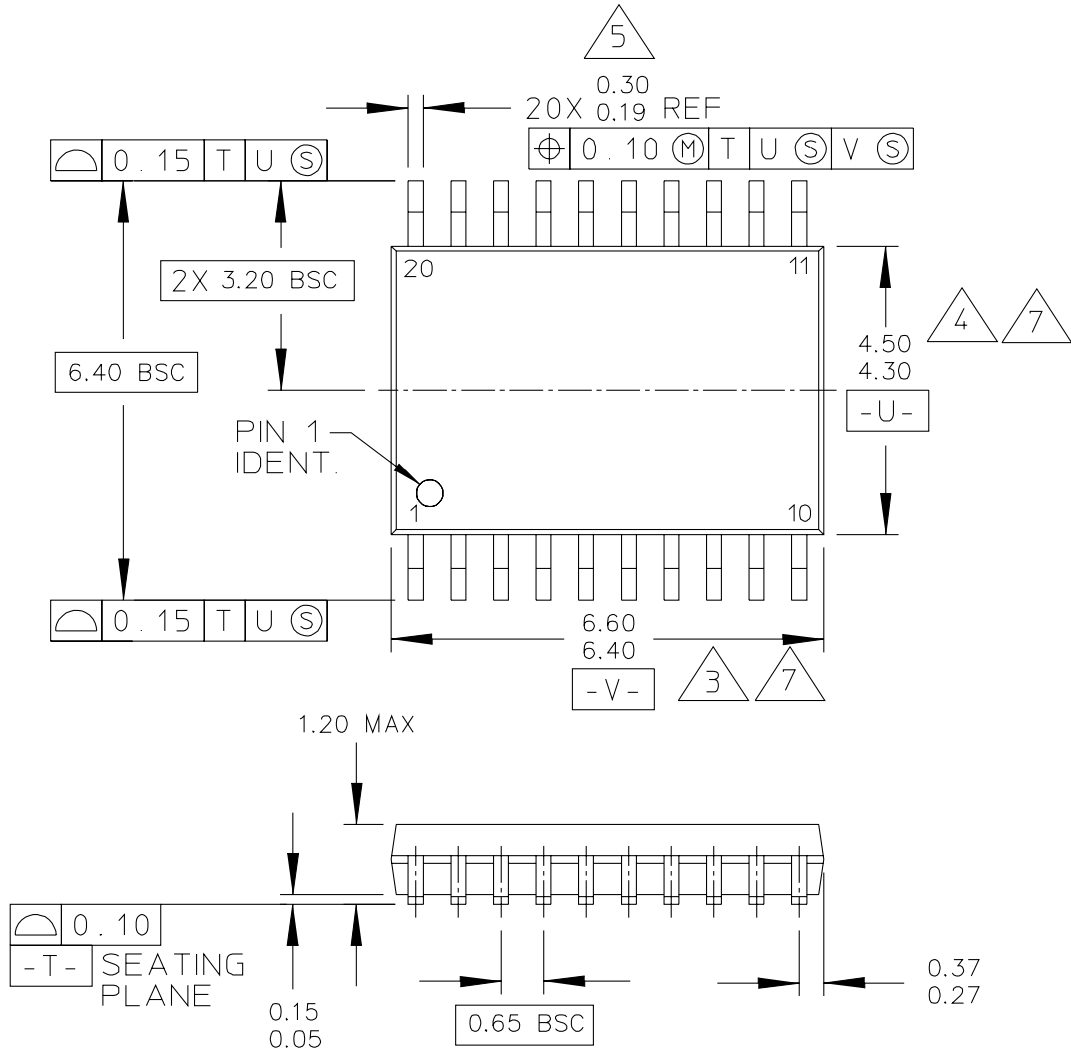 5
0.30
20X 0.19 REF
0.10 Ⓜ T U Ⓢ V Ⓢ
0.15 T U Ⓢ
20
11
2X 3.20 BSC
4
7
4.50
4.30
-U-
6.40 BSC
PIN 1
IDENT.
1
10
0.15 T U Ⓢ
6.60
6.40
-V-
3
7
1.20 MAX
0.10
-T- SEATING
PLANE
0.15
0.05
0.65 BSC
0.37
0.27